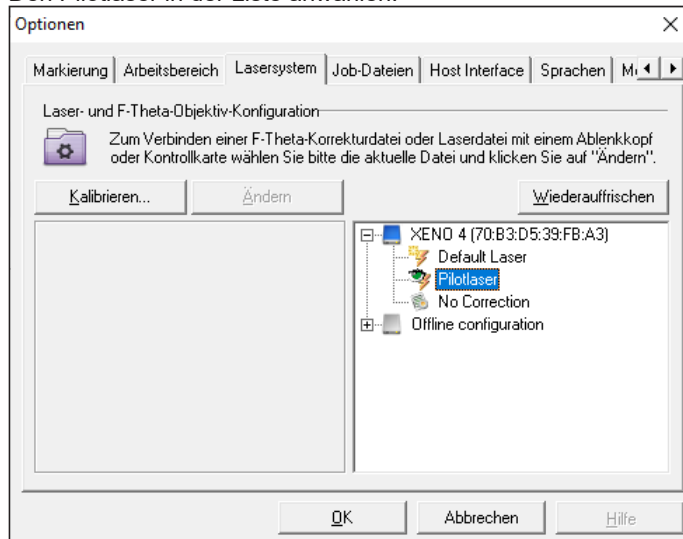 Optionen
Markierung Arbeitsbereich Lasersystem Job-Dateien Host Interface Sprachen
Laser- und F-Theta-Objektiv-Konfiguration
Zum Verbinden einer F-Theta-Korrekturdatei oder Laserdatei mit einem Ablenkkopf
oder Kontrollkarte wählen Sie bitte die aktuelle Datei und klicken Sie auf "Ändern".
Kalibrieren... Ändern Wiederauffrischen
XENO 4 (70:B3:D5:39:FB:A3)
Default Laser
Pilotlaser
No Correction
Offline configuration
OK Abbrechen Hilfe